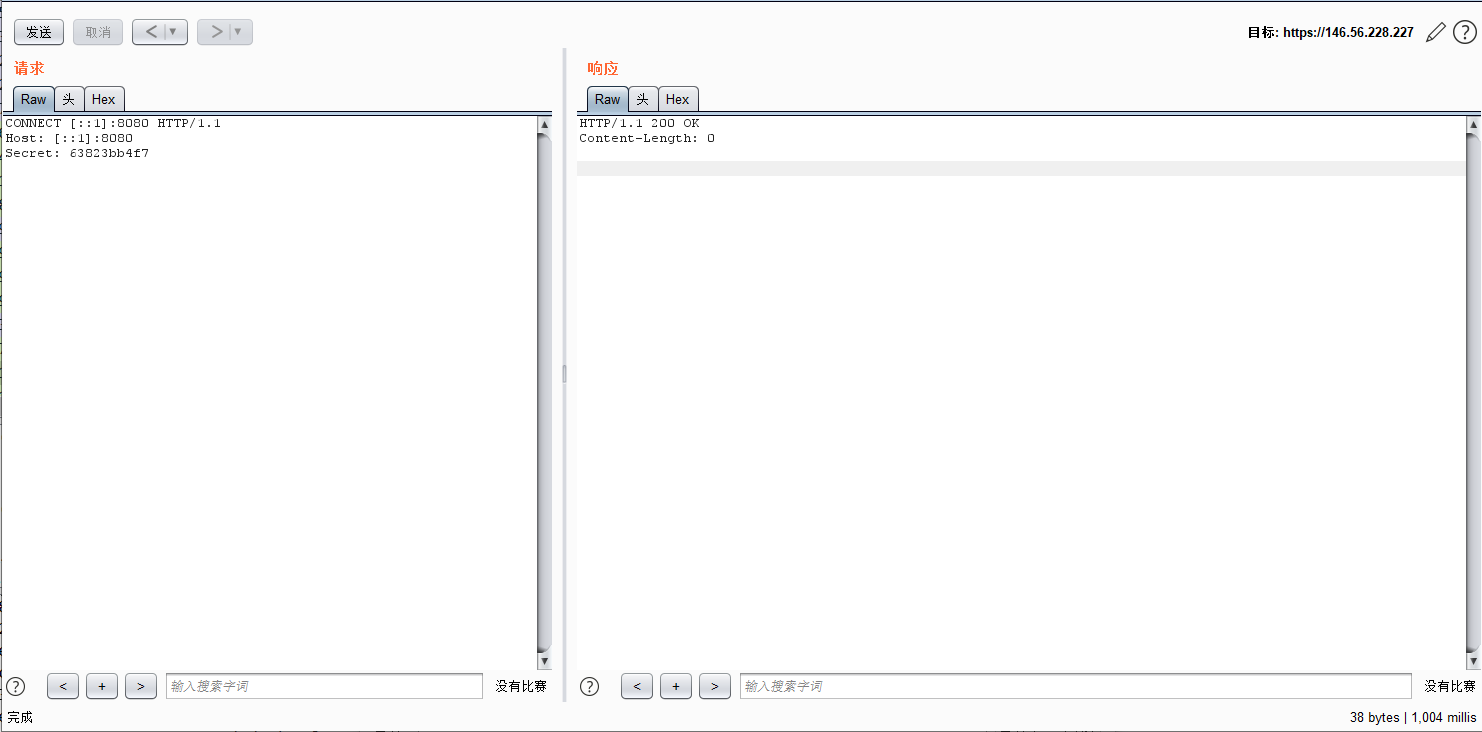 发送 取消 < > 目标: https://146.56.228.227 ?
请求
Raw 头 Hex
CONNECT [::1]:8080 HTTP/1.1
Host: [::1]:8080
Secret: 63823bb4f7
? < + > 输入搜索字词 没有比赛
响应
Raw 头 Hex
HTTP/1.1 200 OK
Content-Length: 0
? < + > 输入搜索字词 没有比赛
完成 38 bytes | 1,004 millis